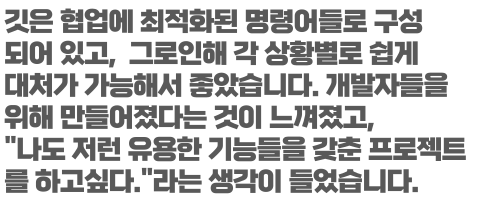 깃은 협업에 최적화된 명령어들로 구성
되어 있고,  그로인해 각 상황별로 쉽게
대처가 가능해서 좋았습니다. 개발자들을
위해 만들어졌다는 것이 느껴졌고,
"나도 저런 유용한 기능들을 갖춘 프로젝트
를 하고싶다."라는 생각이 들었습니다.